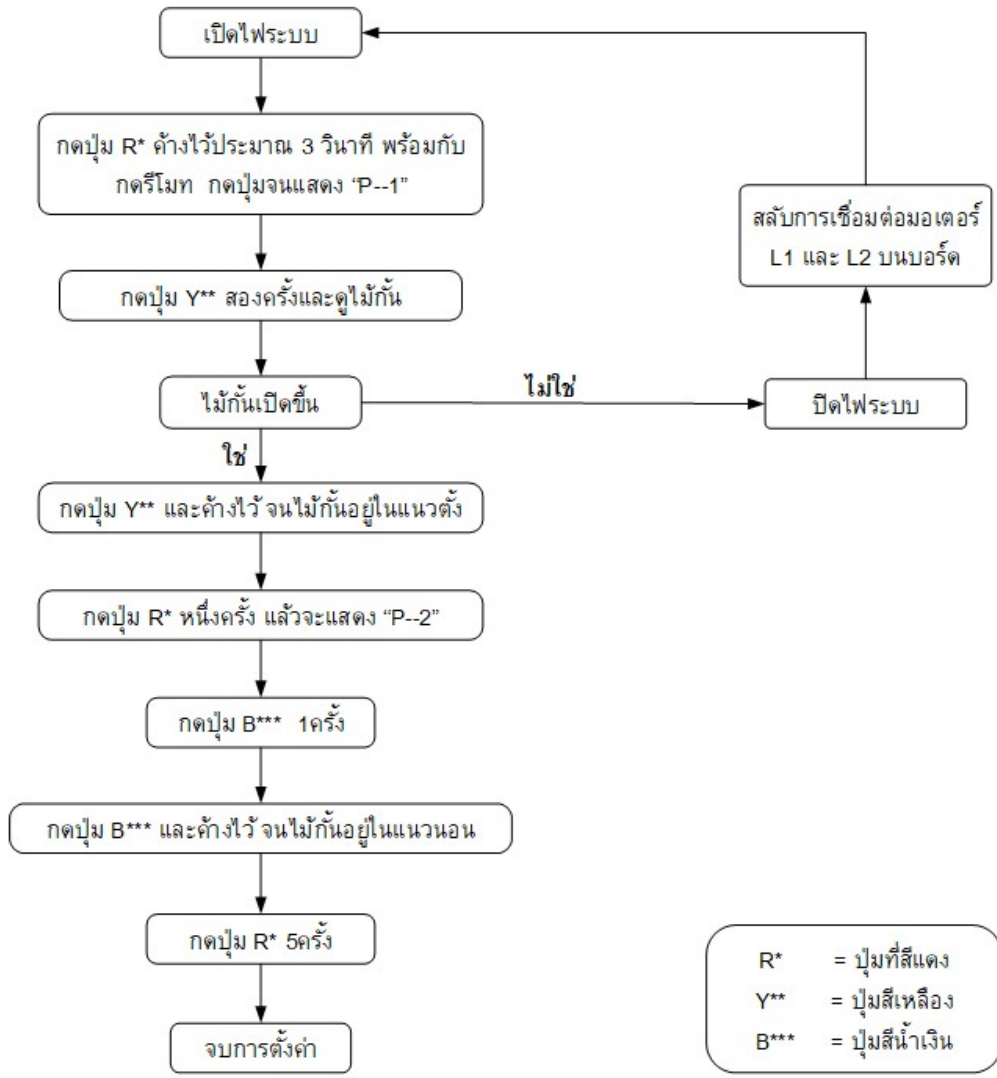 เปิดไฟระบบ
กดปุ่ม R* ค้างไว้ประมาณ 3 วินาที พร้อมกับ
กดรีโมท กดปุ่มจนแสดง “P--1”
กดปุ่ม Y** สองครั้งและดูไม้กั้น
ไม้กั้นเปิดขึ้น
ไม่ใช่
ปิดไฟระบบ
สลับการเชื่อมต่อมอเตอร์
L1 และ L2 บนบอร์ด
ใช่
กดปุ่ม Y** และค้างไว้ จนไม้กั้นอยู่ในแนวตั้ง
กดปุ่ม R* หนึ่งครั้ง แล้วจะแสดง “P--2”
กดปุ่ม B*** 1ครั้ง
กดปุ่ม B*** และค้างไว้ จนไม้กั้นอยู่ในแนวนอน
กดปุ่ม R* 5ครั้ง
จบการตั้งค่า
R* = ปุ่มที่สีแดง
Y** = ปุ่มสีเหลือง
B*** = ปุ่มสีน้ำเงิน